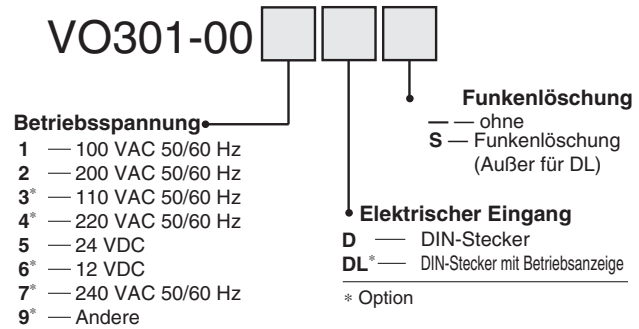 VO301-00
Betriebsspannung
1 — 100 VAC 50/60 Hz
2 — 200 VAC 50/60 Hz
3* — 110 VAC 50/60 Hz
4* — 220 VAC 50/60 Hz
5 — 24 VDC
6* — 12 VDC
7* — 240 VAC 50/60 Hz
9* — Andere
Elektrischer Eingang
D — DIN-Stecker
DL* — DIN-Stecker mit Betriebsanzeige
* Option
Funkenlöschung
— — ohne
S — Funkenlöschung
(Außer für DL)